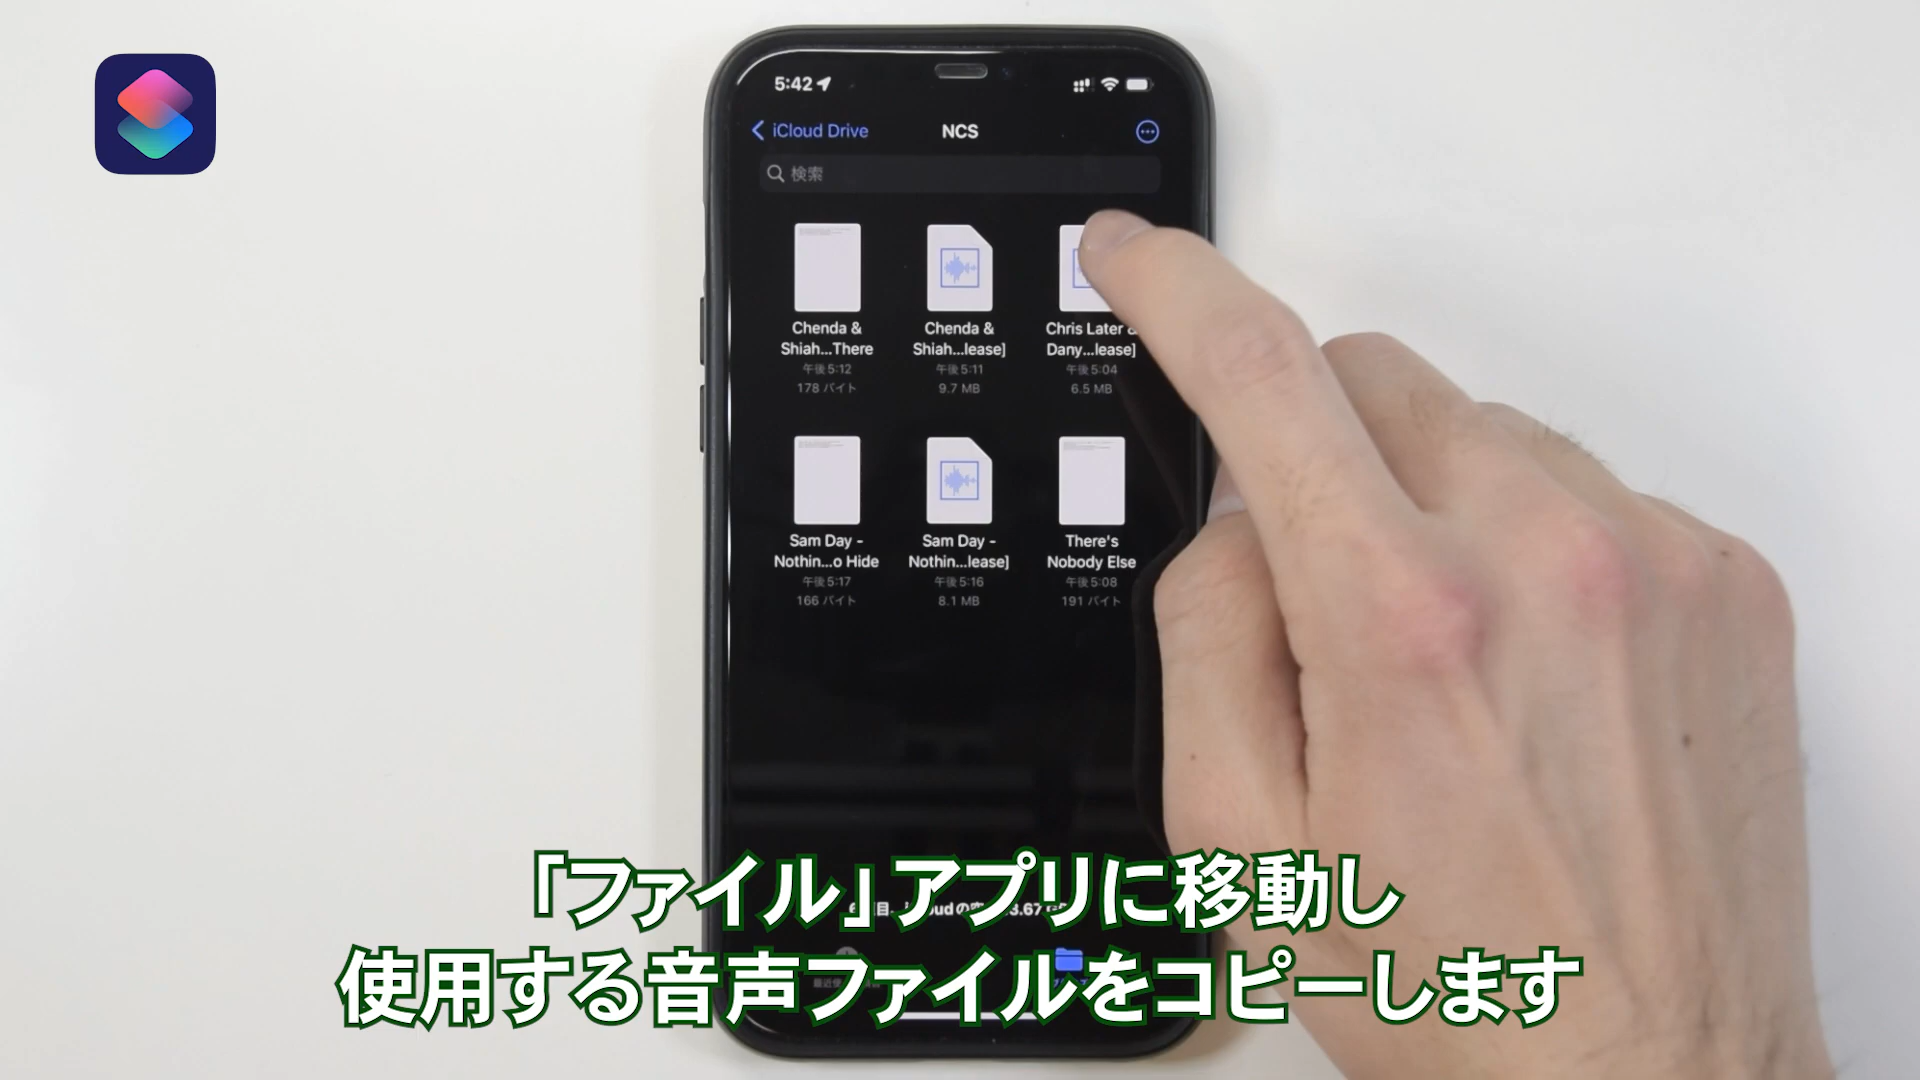 5:42
iCloud Drive
NCS
検索
Chenda &
Shiah...There
午後5:12
178 バイト
Chenda &
Shiah...lease]
午後5:11
9.7 MB
Chris Later &
Dany...lease]
午後5:04
6.5 MB
Sam Day -
Nothin...o Hide
午後5:17
166 バイト
Sam Day -
Nothin...lease]
午後5:16
8.1 MB
There's
Nobody Else
午後5:08
191 バイト
「ファイル」アプリに移動し
使用する音声ファイルをコピーします